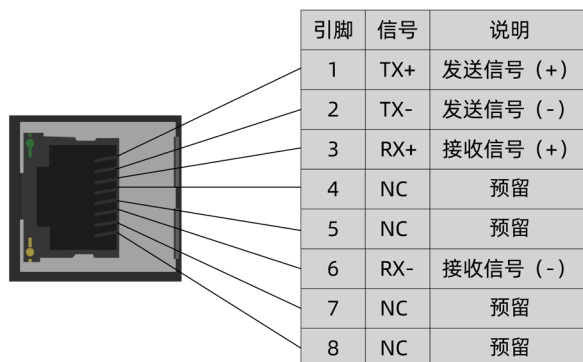 引脚 信号 说明
1 TX+ 发送信号（+）
2 TX- 发送信号（-）
3 RX+ 接收信号（+）
4 NC 预留
5 NC 预留
6 RX- 接收信号（-）
7 NC 预留
8 NC 预留